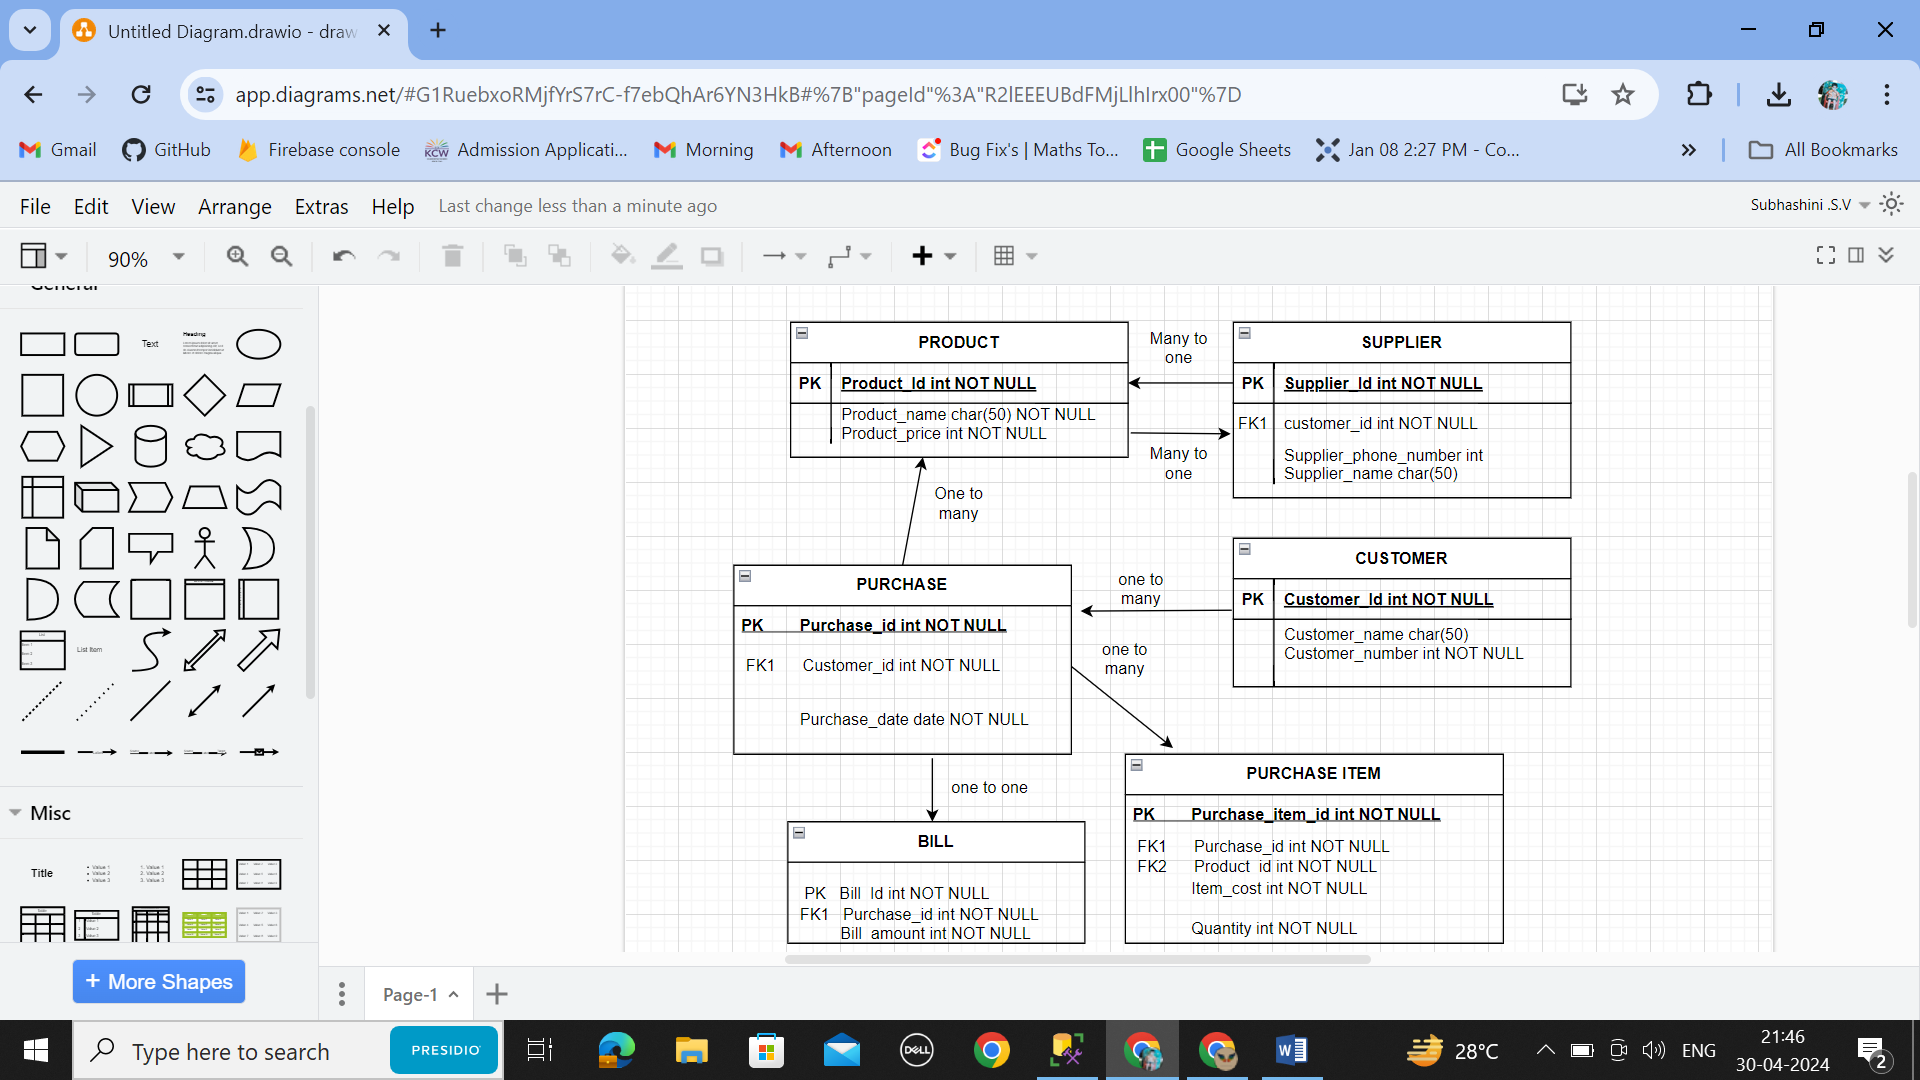 Untitled Diagram.drawio - draw
app.diagrams.net/#G1RuebxoRMjfYrS7rC-f7ebQhAr6YN3HkB#%7B"pageId"%3A"R2lEEEUBdFMjLlhIrx00"%7D
Gmail GitHub Firebase console Admission Applicati... Morning Afternoon Bug Fix's | Maths To... Google Sheets Jan 08 2:27 PM - Co... All Bookmarks
File Edit View Arrange Extras Help Last change less than a minute ago Subhashini .S.V
90%
General
Text
Heading
List Item
Misc
Title
+ More Shapes
PRODUCT
PK Product_Id int NOT NULL
Product_name char(50) NOT NULL
Product_price int NOT NULL
Many to
one
Many to
one
SUPPLIER
PK Supplier_Id int NOT NULL
FK1 customer_id int NOT NULL
Supplier_phone_number int
Supplier_name char(50)
One to
many
PURCHASE
PK Purchase_id int NOT NULL
FK1 Customer_id int NOT NULL
Purchase_date date NOT NULL
one to
many
CUSTOMER
PK Customer_Id int NOT NULL
Customer_name char(50)
Customer_number int NOT NULL
one to
many
one to one
BILL
PK Bill_Id int NOT NULL
FK1 Purchase_id int NOT NULL
Bill_amount int NOT NULL
PURCHASE ITEM
PK Purchase_item_id int NOT NULL
FK1 Purchase_id int NOT NULL
FK2 Product_id int NOT NULL
Item_cost int NOT NULL
Quantity int NOT NULL
Page-1
Type here to search
PRESIDIO
DELL
28°C
ENG
21:46
30-04-2024
2